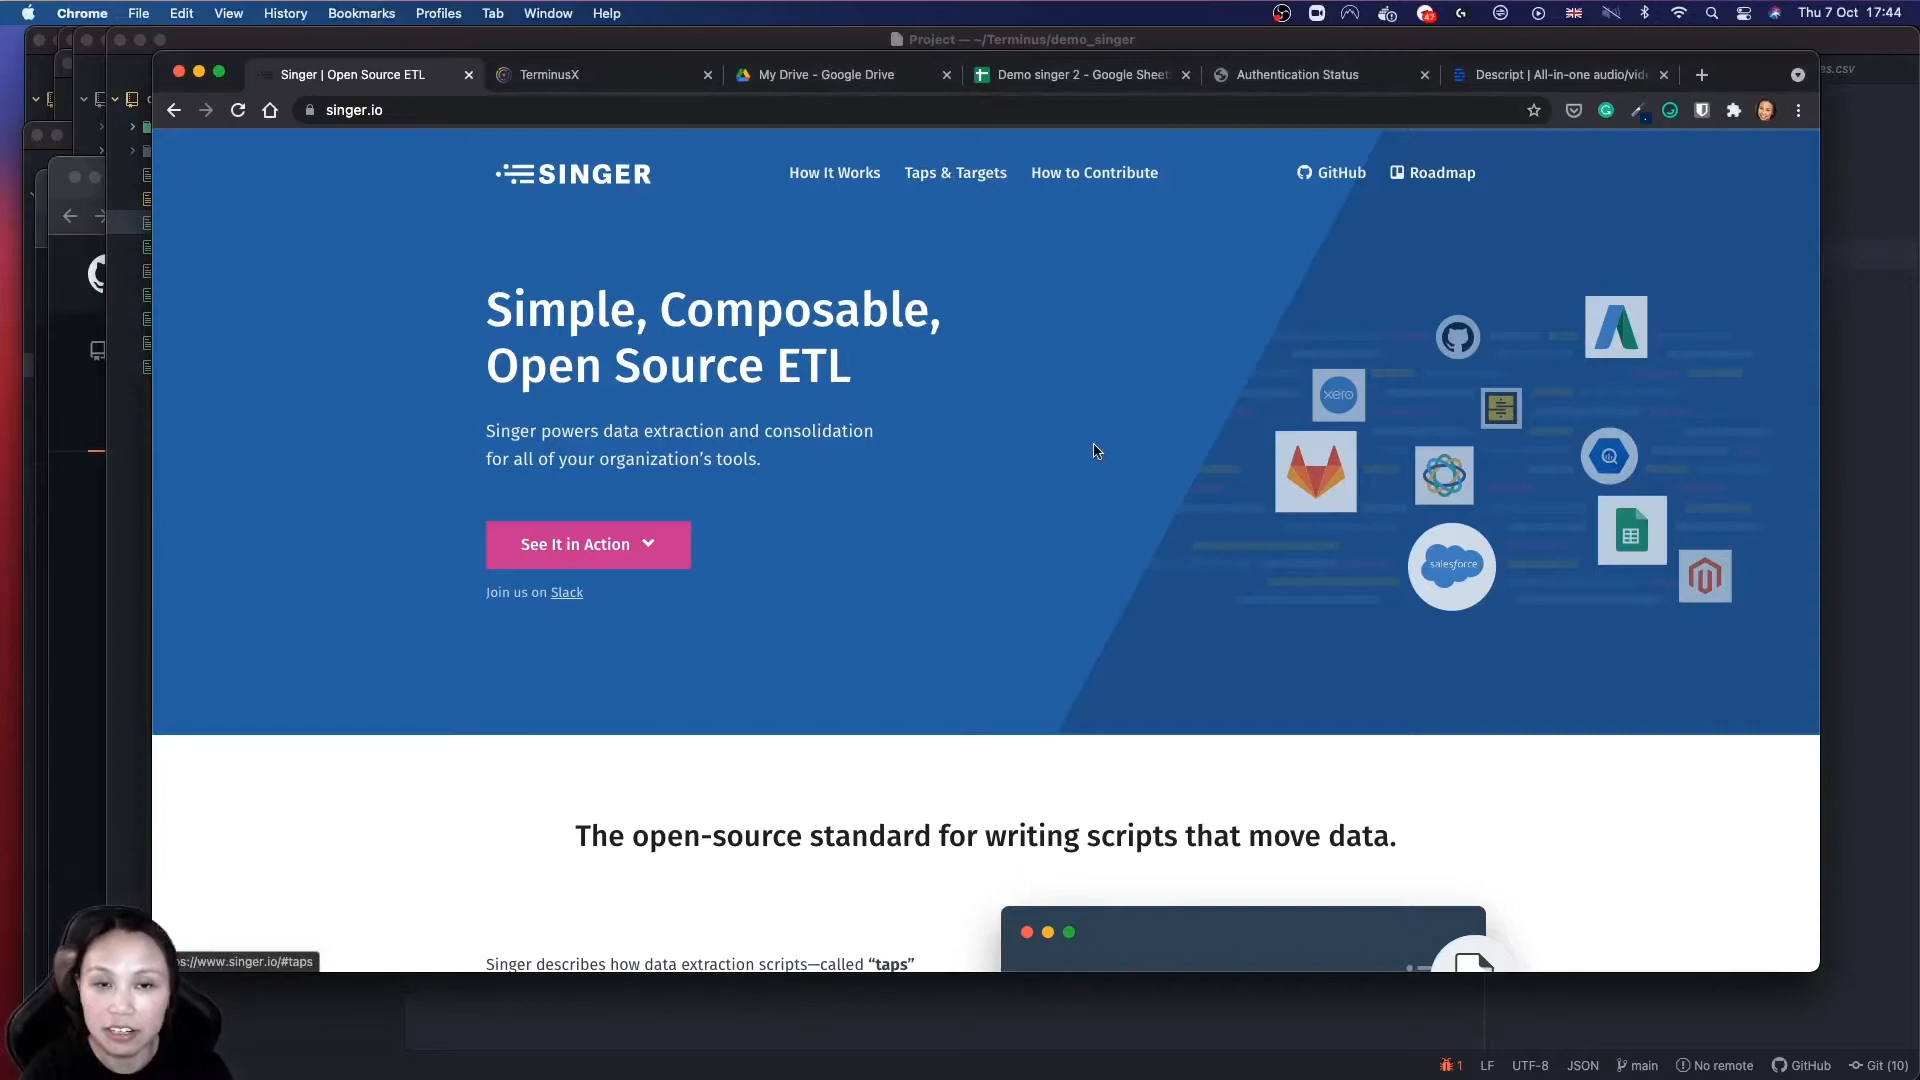 Chrome File Edit View History Bookmarks Profiles Tab Window Help
47
Thu 7 Oct 17:44
Project — ~/Terminus/demo_singer
es.csv
Singer | Open Source ETL
TerminusX
My Drive - Google Drive
Demo singer 2 - Google Sheet
Authentication Status
Descript | All-in-one audio/vid
singer.io
SINGER
How It Works
Taps & Targets
How to Contribute
GitHub
Roadmap
Simple, Composable,
Open Source ETL
Singer powers data extraction and consolidation
for all of your organization's tools.
See It in Action
Join us on Slack
xero
salesforce
The open-source standard for writing scripts that move data.
Singer describes how data extraction scripts—called “taps”
ps://www.singer.io/#taps
1 LF UTF-8 JSON main No remote GitHub Git (10)